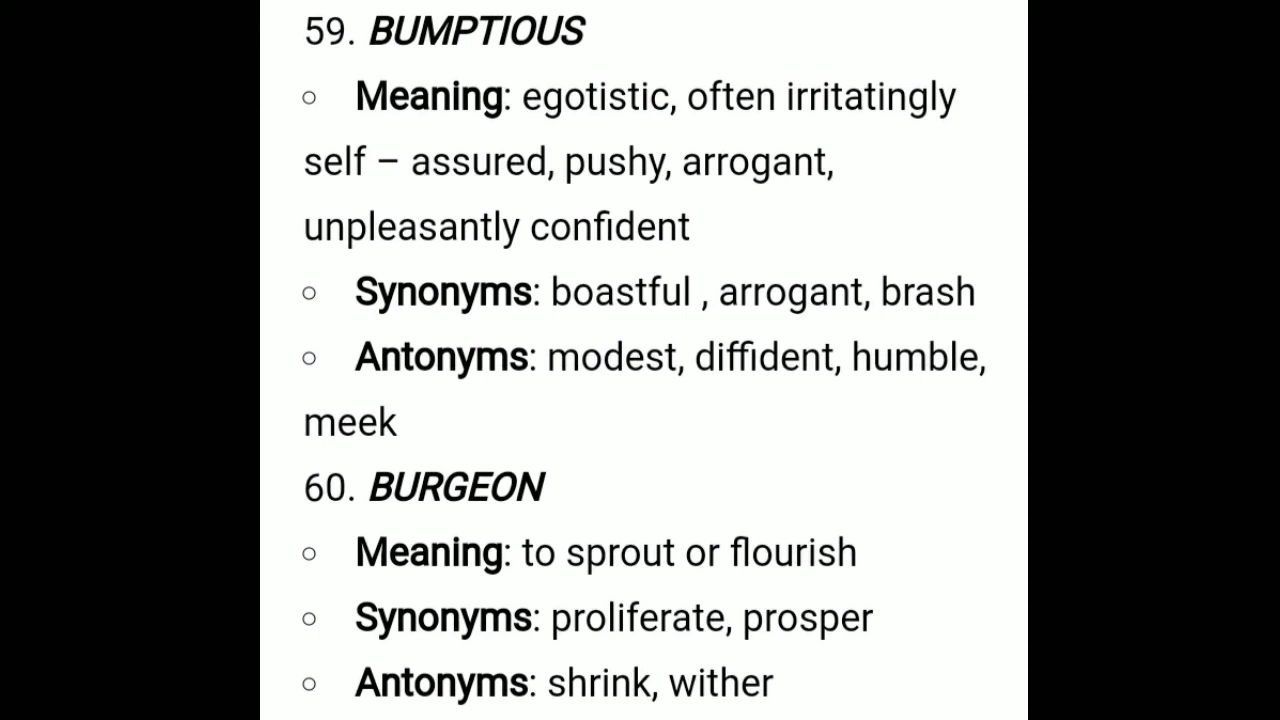 59. BUMPTIOUS
○ Meaning: egotistic, often irritatingly
self – assured, pushy, arrogant,
unpleasantly confident
○ Synonyms: boastful , arrogant, brash
○ Antonyms: modest, diffident, humble,
meek
60. BURGEON
○ Meaning: to sprout or flourish
○ Synonyms: proliferate, prosper
○ Antonyms: shrink, wither